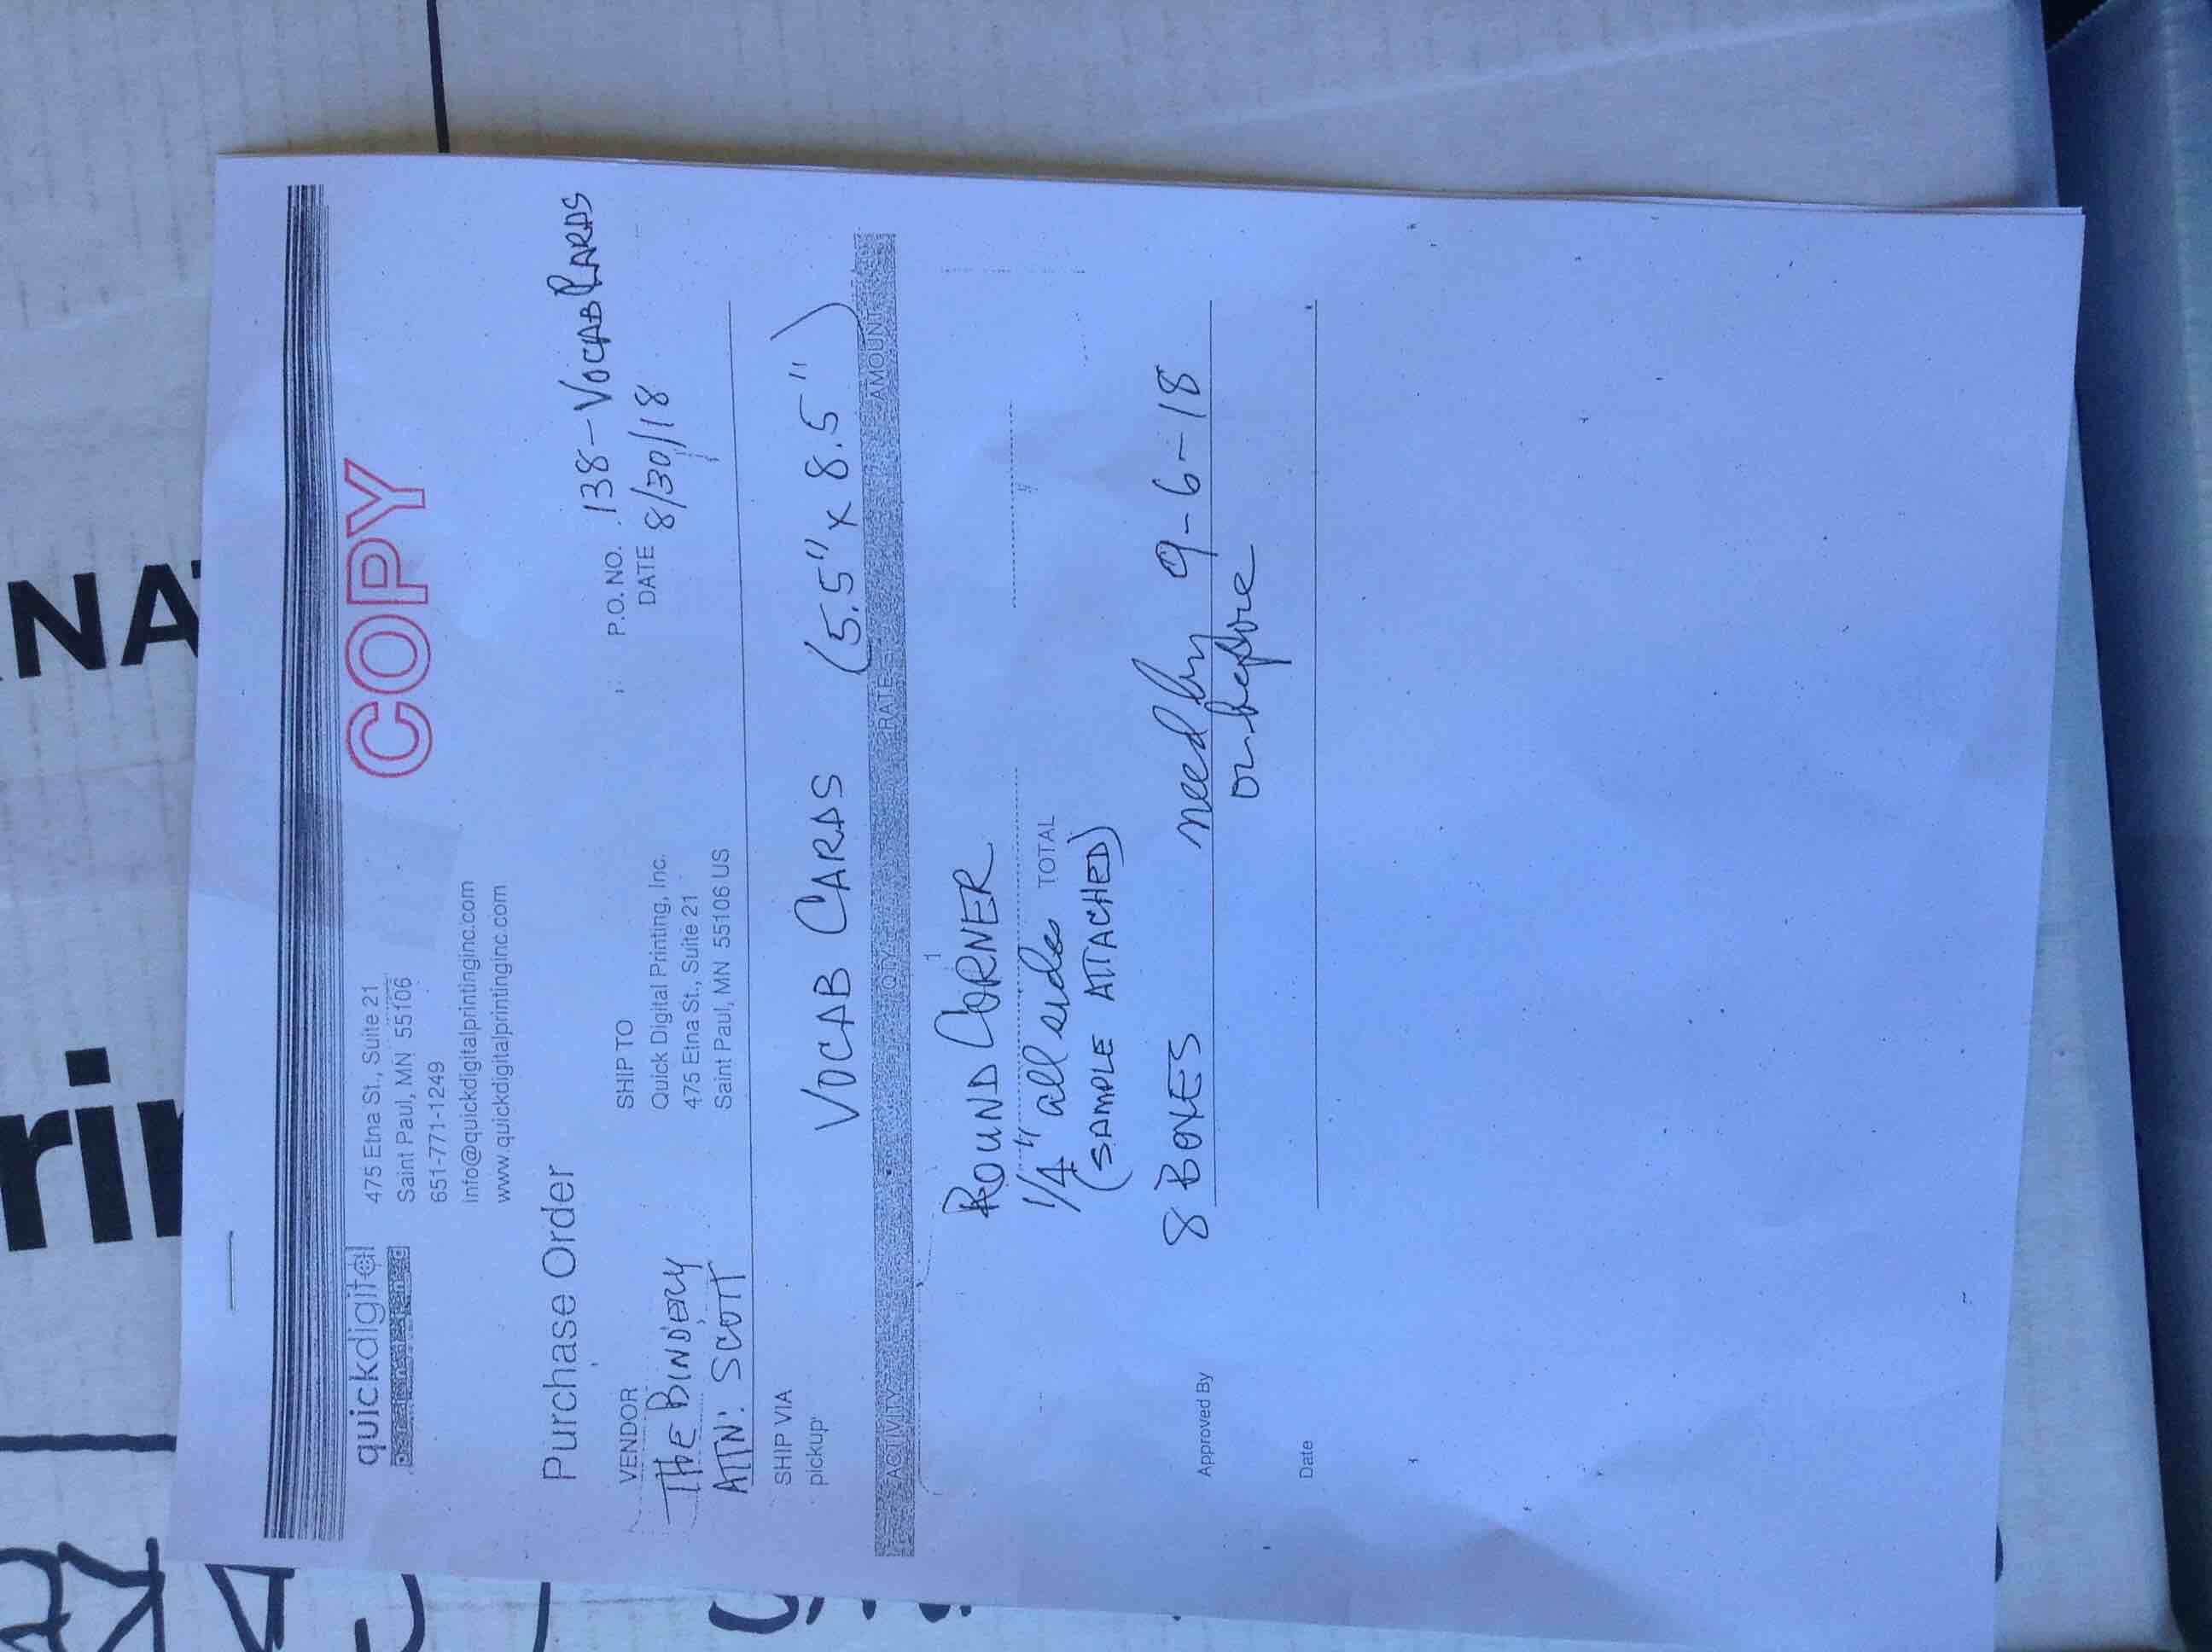 COPY
quickdigital
475 Etna St., Suite 21
Saint Paul, MN 55106
651-771-1249
info@quickdigitalprintinginc.com
www.quickdigitalprintinginc.com
Purchase Order
VENDOR
THE BINDERY
ATTN: SCOTT
SHIP TO
Quick Digital Printing, Inc.
475 Etna St., Suite 21
Saint Paul, MN 55106 US
P.O. NO. 138-VOCAB CARDS
DATE 8/30/18
SHIP VIA
pickup
VOCAB CARDS (5.5" x 8.5")
ACTIVITY QTY RATE AMOUNT
1
ROUND CORNER
1/4" all sides
TOTAL
(SAMPLE ATTACHED)
8 BOXES need by 9-6-18
on before
Approved By
Date
NA
ri